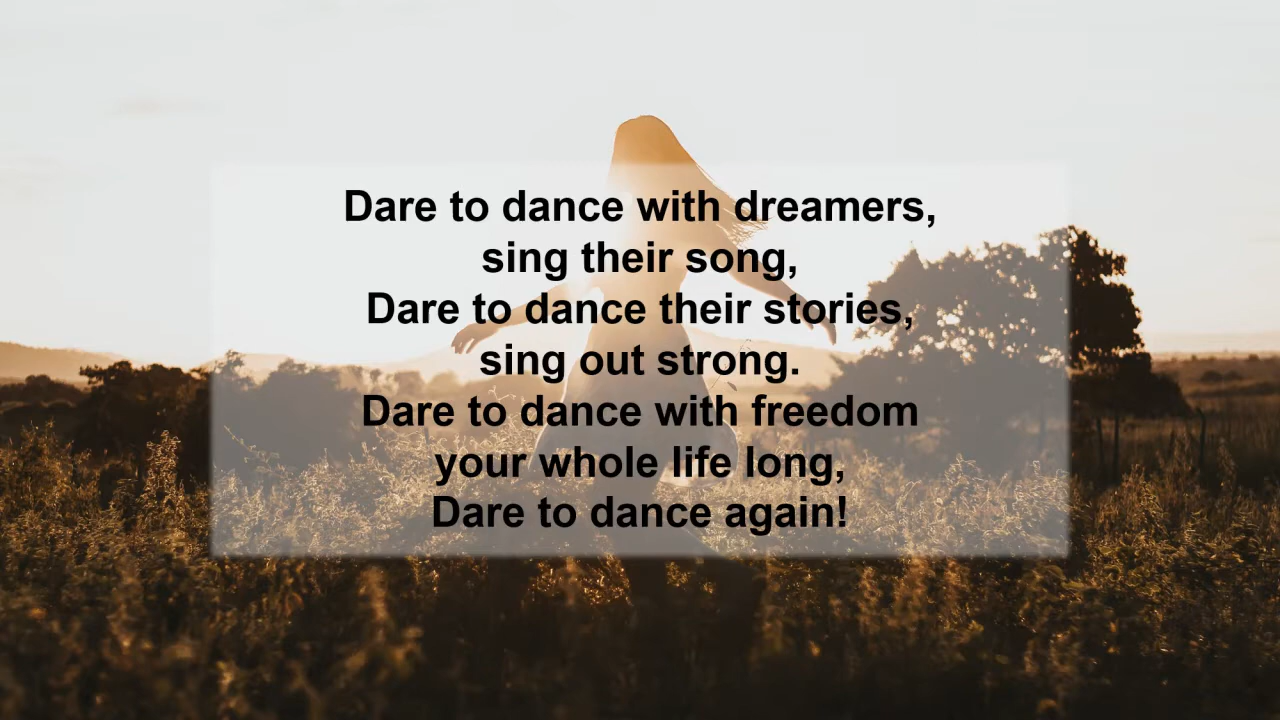 Dare to dance with dreamers,
sing their song,
Dare to dance their stories,
sing out strong.
Dare to dance with freedom
your whole life long,
Dare to dance again!